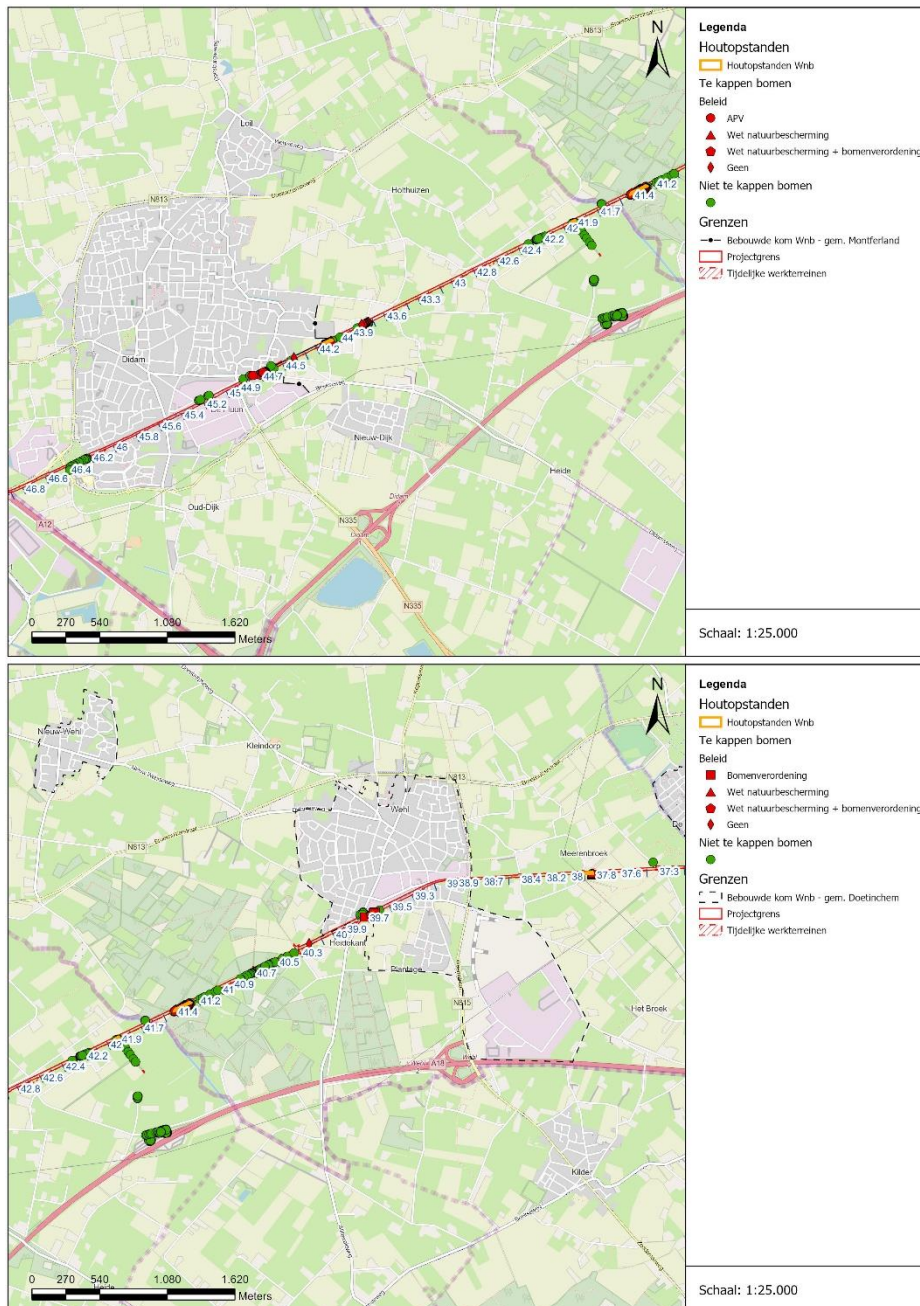 N813
N
Loil
Holthuizen
N813
41.2
41.4
41.7
41.9
42
42.2
42.4
42.6
42.8
43
43.3
43.6
43.9
44
44.2
44.5
44.7
44.9
45
45.2
45.4
45.6
45.8
46
46.2
46.4
46.6
46.8
Didam
Nieuw-Dijk
Heide
Oud-Dijk
Didam
A12
N335
N335
0 270 540 1.080 1.620
Meters
Legenda
Houtopstanden
Houtopstanden Wnb
Te kappen bomen
Beleid
APV
Wet natuurbescherming
Wet natuurbescherming + bomenverordening
Geen
Niet te kappen bomen
Grenzen
Bebouwde kom Wnb - gem. Montferland
Projectgrens
Tijdelijke werkterreinen
Schaal: 1:25.000
N
Nieuw-Wehl
Kleindorp
N813
Wehl
N813
Meerenbroek
De
37.3
37.6
37.8
38
38.2
38.4
38.7
38.9
39
39.3
39.5
39.7
39.9
40
40.3
40.5
40.7
40.9
41
41.2
41.4
41.7
41.9
42
42.2
42.4
42.6
42.8
Heidekant
Plantage
N815
Het Broek
A18
Kilder
Heide
0 270 540 1.080 1.620
Meters
Legenda
Houtopstanden
Houtopstanden Wnb
Te kappen bomen
Beleid
Bomenverordening
Wet natuurbescherming
Wet natuurbescherming + bomenverordening
Geen
Niet te kappen bomen
Grenzen
Bebouwde kom Wnb - gem. Doetinchem
Projectgrens
Tijdelijke werkterreinen
Schaal: 1:25.000